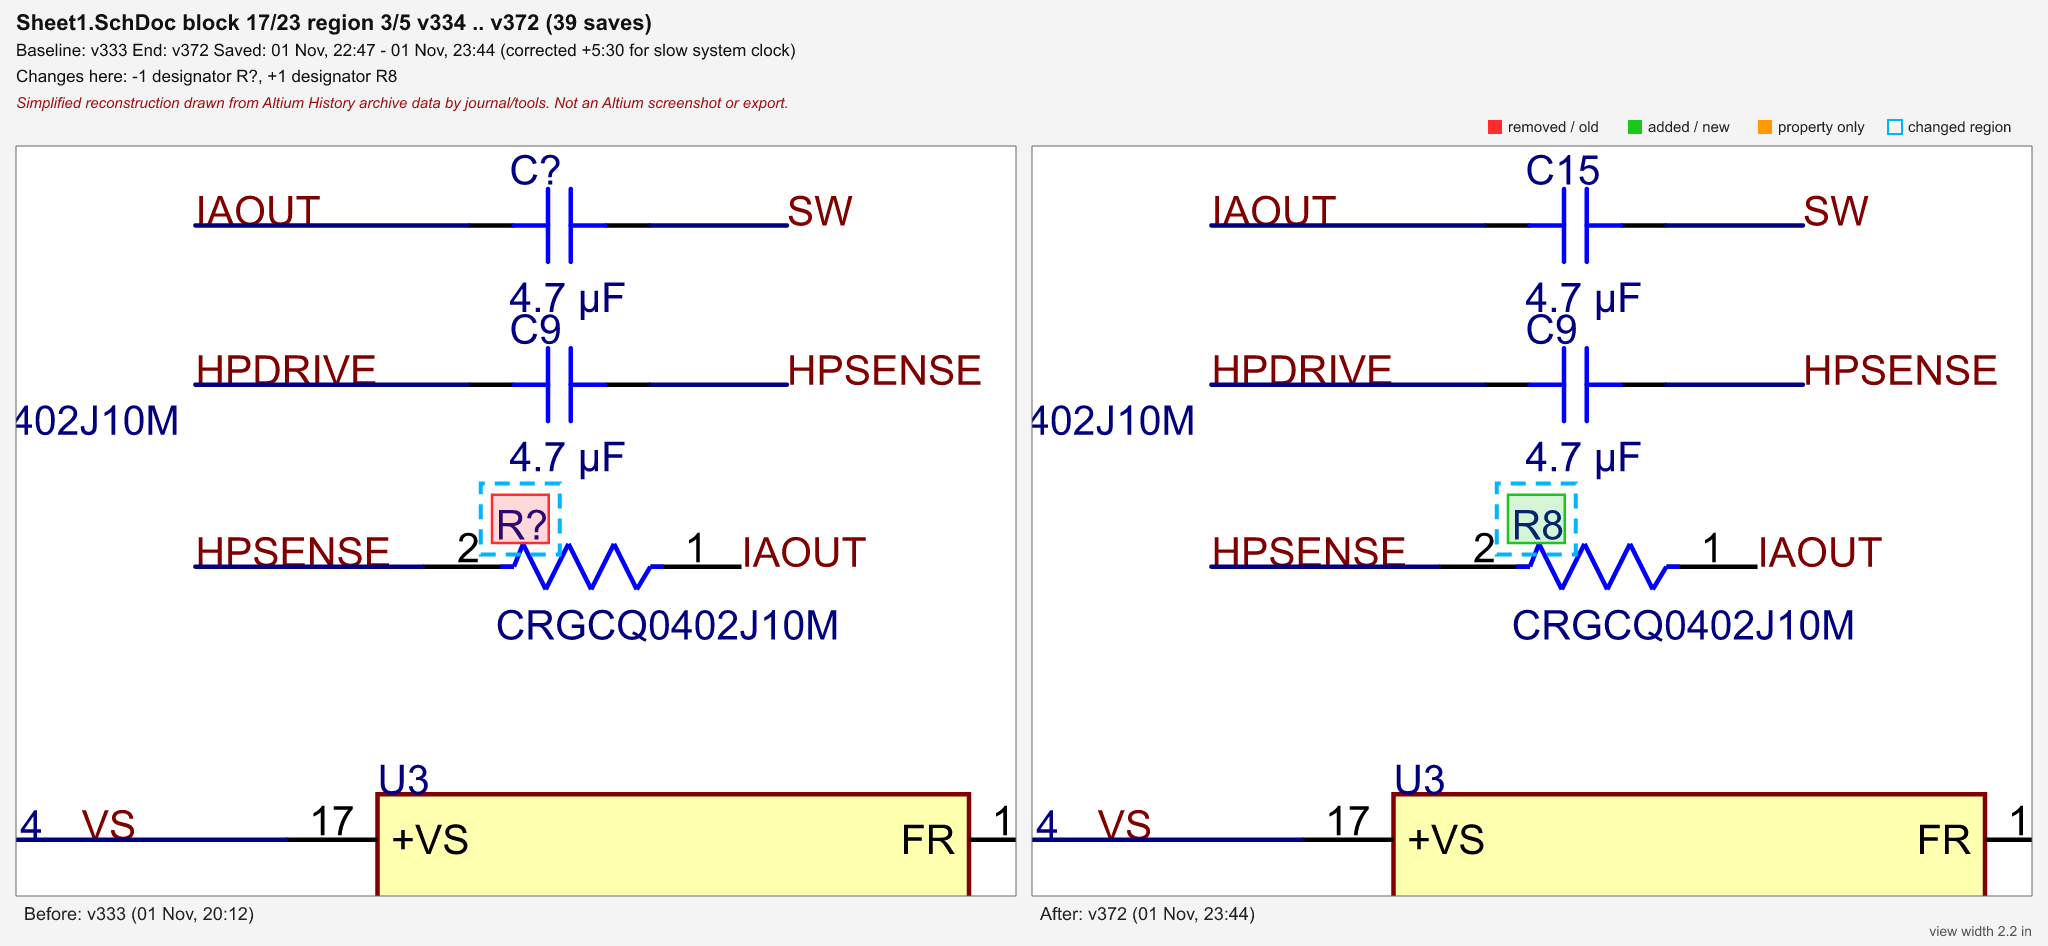 Sheet1.SchDoc block 17/23 region 3/5 v334 .. v372 (39 saves)
Baseline: v333 End: v372 Saved: 01 Nov, 22:47 - 01 Nov, 23:44 (corrected +5:30 for slow system clock)
Changes here: -1 designator R?, +1 designator R8
Simplified reconstruction drawn from Altium History archive data by journal/tools. Not an Altium screenshot or export.
removed / old
added / new
property only
changed region
C?
IAOUT
SW
4.7 µF
C9
HPDRIVE
HPSENSE
402J10M
4.7 µF
R?
HPSENSE
2
1
IAOUT
CRGCQ0402J10M
U3
4
VS
17
+VS
FR
1
Before: v333 (01 Nov, 20:12)
C15
IAOUT
SW
4.7 µF
C9
HPDRIVE
HPSENSE
402J10M
4.7 µF
R8
HPSENSE
2
1
IAOUT
CRGCQ0402J10M
U3
4
VS
17
+VS
FR
1
After: v372 (01 Nov, 23:44)
view width 2.2 in